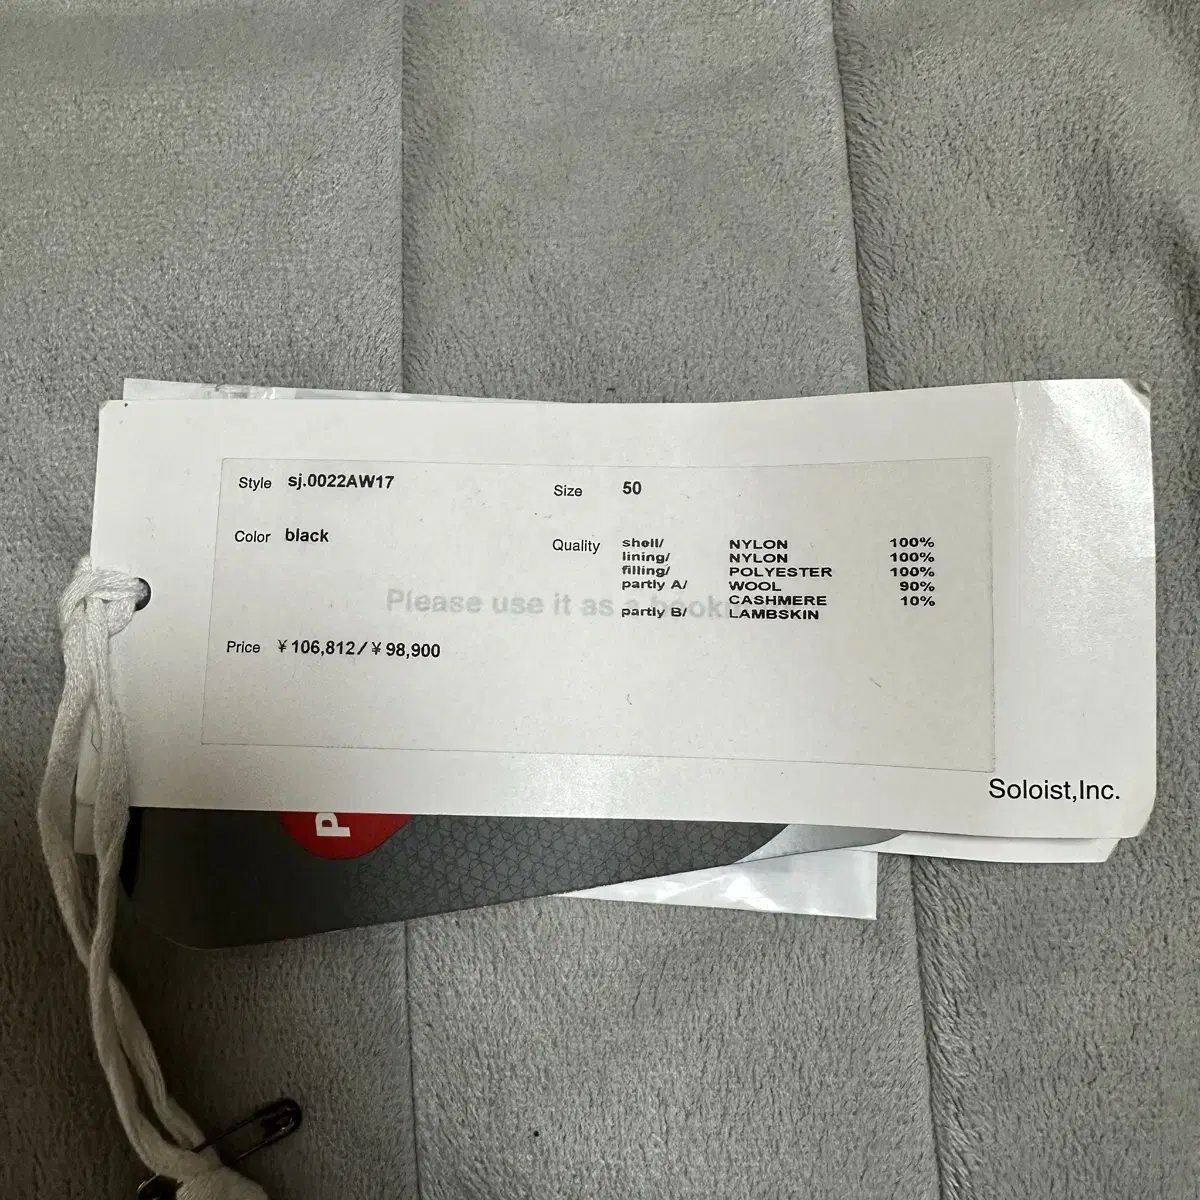 Style sj.0022AW17
Size 50
Color black
Quality shell/ NYLON 100%
lining/ NYLON 100%
filling/ POLYESTER 100%
partly A/ WOOL 90%
CASHMERE 10%
partly B/ LAMBSKIN
Please use it as a
Price ¥106,812/¥98,900
Soloist,Inc.
P